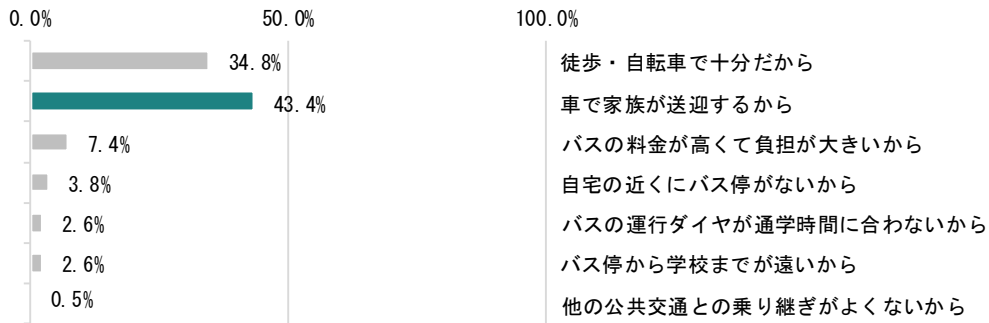 0.0% 50.0% 100.0%
34.8% 徒歩・自転車で十分だから
43.4% 車で家族が送迎するから
7.4% バスの料金が高くて負担が大きいから
3.8% 自宅の近くにバス停がないから
2.6% バスの運行ダイヤが通学時間に合わないから
2.6% バス停から学校までが遠いから
0.5% 他の公共交通との乗り継ぎがよくないから